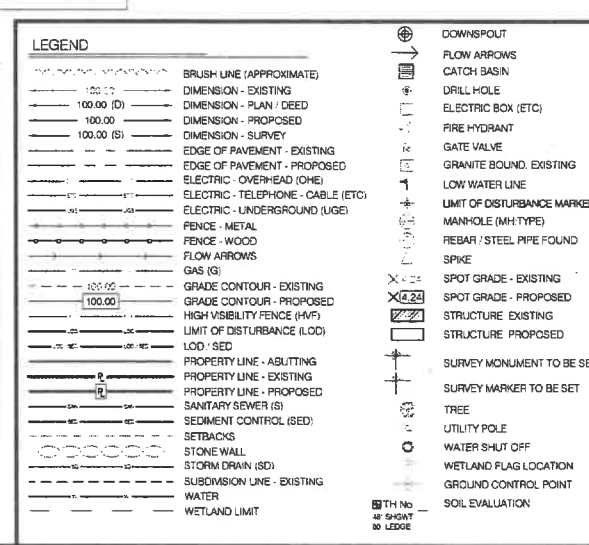 LEGEND
BRUSH LINE (APPROXIMATE)
DIMENSION - EXISTING
100.00 (D) DIMENSION - PLAN / DEED
100.00 DIMENSION - PROPOSED
100.00 (S) DIMENSION - SURVEY
EDGE OF PAVEMENT - EXISTING
EDGE OF PAVEMENT - PROPOSED
ELECTRIC - OVERHEAD (OHE)
ELECTRIC - TELEPHONE - CABLE (ETC)
ELECTRIC - UNDERGROUND (UGE)
FENCE - METAL
FENCE - WOOD
FLOW ARROWS
GAS (G)
GRADE CONTOUR - EXISTING
100.00 GRADE CONTOUR - PROPOSED
HIGH VISIBILITY FENCE (HVF)
LIMIT OF DISTURBANCE (LOD)
LOD / SED
PROPERTY LINE - ABUTTING
PROPERTY LINE - EXISTING
PROPERTY LINE - PROPOSED
SANITARY SEWER (S)
SEDIMENT CONTROL (SED)
SETBACKS
STONE WALL
STORM DRAIN (SD)
SUBDIVISION LINE - EXISTING
WATER
WETLAND LIMIT
DOWNSPOUT
FLOW ARROWS
CATCH BASIN
DRILL HOLE
ELECTRIC BOX (ETC)
FIRE HYDRANT
GATE VALVE
GRANITE BOUND. EXISTING
LOW WATER LINE
LIMIT OF DISTURBANCE MARKE
MANHOLE (MH:TYPE)
REBAR / STEEL PIPE FOUND
SPIKE
SPOT GRADE - EXISTING
4.24 SPOT GRADE - PROPOSED
STRUCTURE EXISTING
STRUCTURE PROPOSED
SURVEY MONUMENT TO BE SE
SURVEY MARKER TO BE SET
TREE
UTILITY POLE
WATER SHUT OFF
WETLAND FLAG LOCATION
GROUND CONTROL POINT
TH No SOIL EVALUATION
48" SHGWT
80 LEDGE